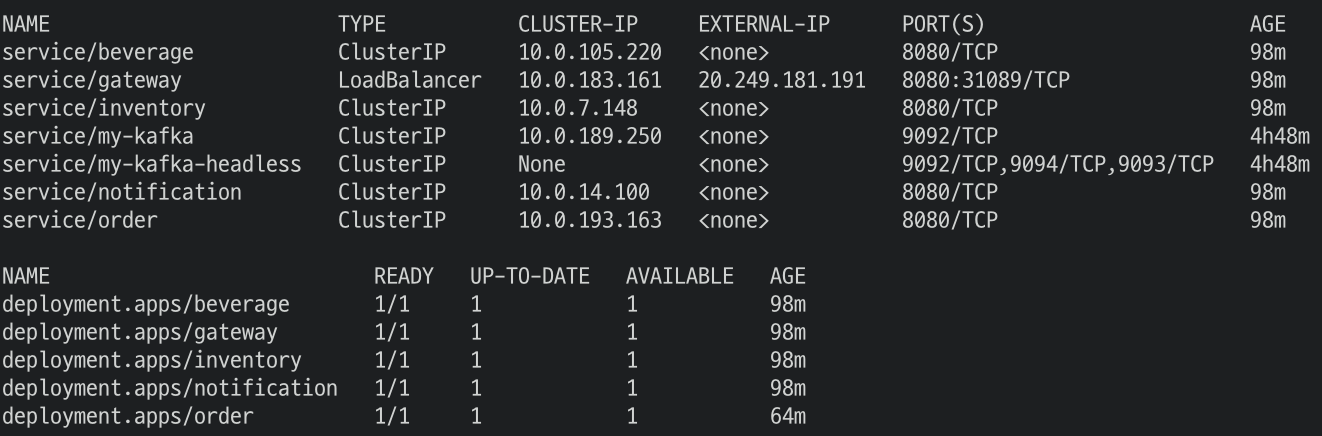 NAME TYPE CLUSTER-IP EXTERNAL-IP PORT(S) AGE
service/beverage ClusterIP 10.0.105.220 <none> 8080/TCP 98m
service/gateway LoadBalancer 10.0.183.161 20.249.181.191 8080:31089/TCP 98m
service/inventory ClusterIP 10.0.7.148 <none> 8080/TCP 98m
service/my-kafka ClusterIP 10.0.189.250 <none> 9092/TCP 4h48m
service/my-kafka-headless ClusterIP None <none> 9092/TCP,9094/TCP,9093/TCP 4h48m
service/notification ClusterIP 10.0.14.100 <none> 8080/TCP 98m
service/order ClusterIP 10.0.193.163 <none> 8080/TCP 98m
NAME READY UP-TO-DATE AVAILABLE AGE
deployment.apps/beverage 1/1 1 1 98m
deployment.apps/gateway 1/1 1 1 98m
deployment.apps/inventory 1/1 1 1 98m
deployment.apps/notification 1/1 1 1 98m
deployment.apps/order 1/1 1 1 64m